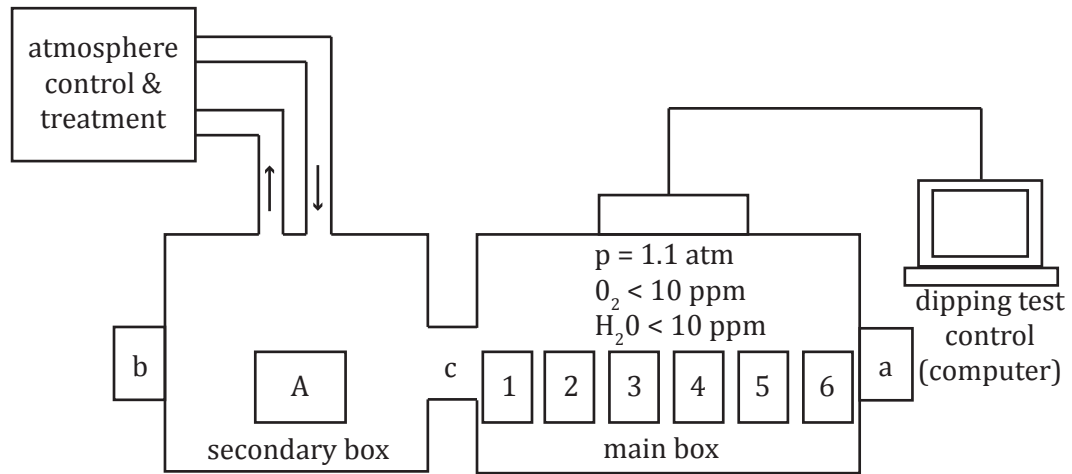 atmosphere
control &
treatment
p = 1.1 atm
0₂ < 10 ppm
H₂0 < 10 ppm
dipping test
control
(computer)
b
A
c
1
2
3
4
5
6
a
secondary box
main box